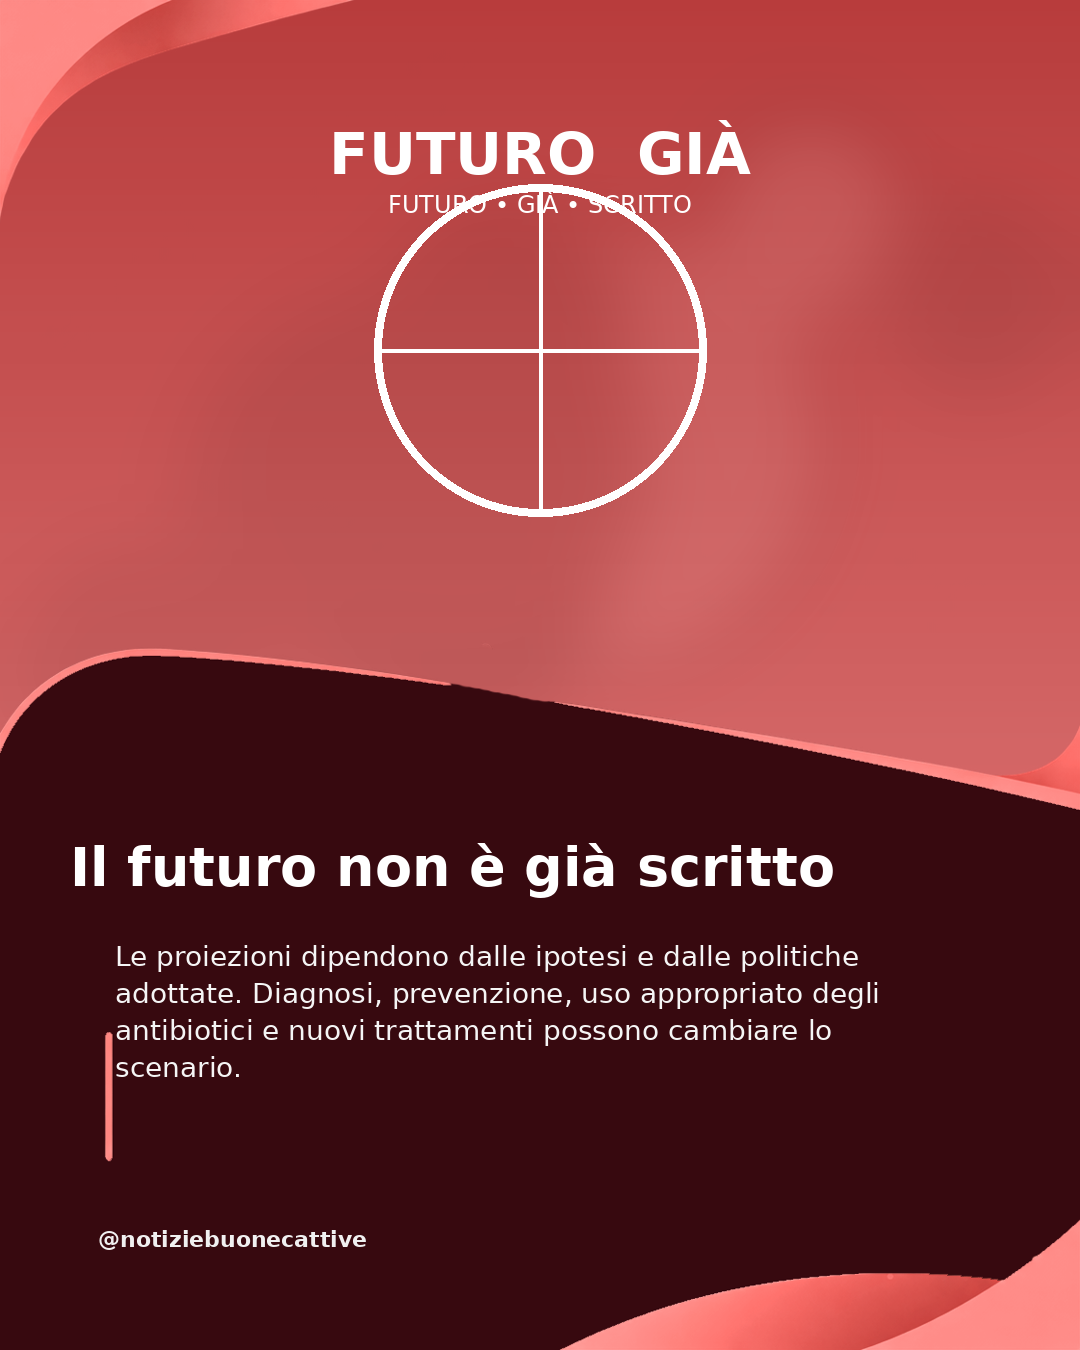 FUTURO GIÀ
FUTURO • GIÀ • SCRITTO
Il futuro non è già scritto
Le proiezioni dipendono dalle ipotesi e dalle politiche
adottate. Diagnosi, prevenzione, uso appropriato degli
antibiotici e nuovi trattamenti possono cambiare lo
scenario.
@notiziebuonecattive